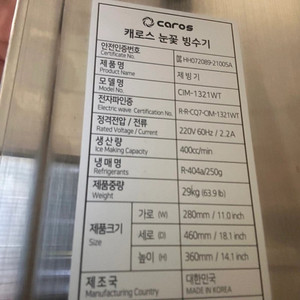 caros
캐로스 눈꽃 빙수기
안전인증번호 HH072089-21005A
Certificate No.
제품명 제빙기
Product Name
모델명 CIM-1321WT
Model No.
전자파인증 R-R-CQ7-CIM-1321WT
Electric wave Certification No.
정격전압 / 전류 220V 60Hz / 2.2A
Rated Voltage / Current
생산량 400cc/min
Ice Making Capacity
냉매명 R-404a/250g
Refrigerants
제품중량 29kg (63.9 lb)
Weight
제품크기 가로 (W) 280mm / 11.0 inch
Size 세로 (D) 460mm / 18.1 inch
높이 (H) 360mm / 14.1 inch
제조국 대한민국
Made in Country MADE IN KOREA